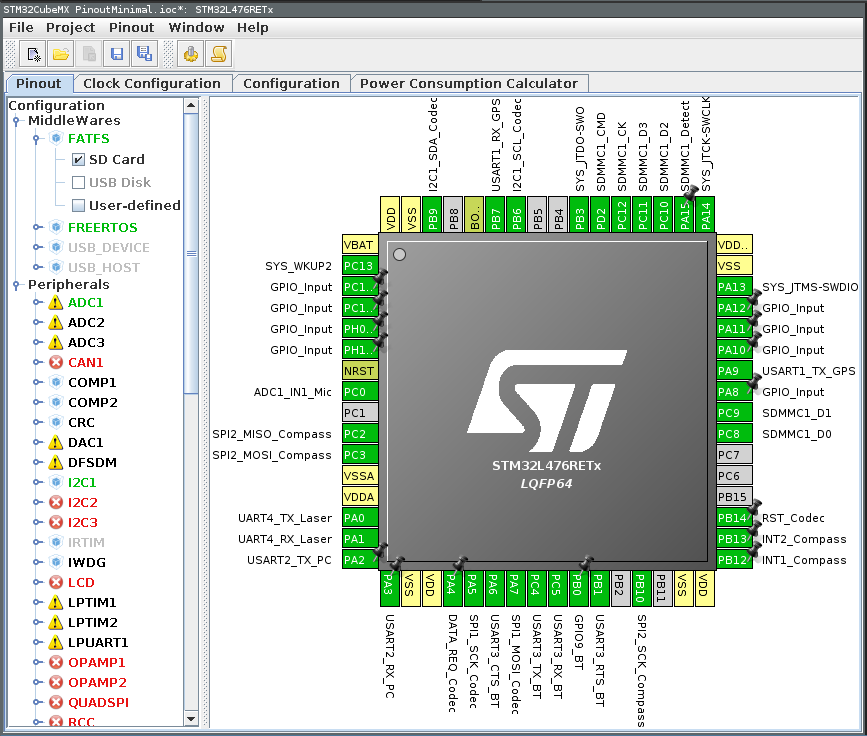 STM32CubeMX PinoutMinimal.ioc*: STM32L476RETx
File Project Pinout Window Help
Pinout Clock Configuration Configuration Power Consumption Calculator
Configuration
MiddleWares
FATFS
SD Card
USB Disk
User-defined
FREERTOS
USB_DEVICE
USB_HOST
Peripherals
ADC1
ADC2
ADC3
CAN1
COMP1
COMP2
CRC
DAC1
DFSDM
I2C1
I2C2
I2C3
IRTIM
IWDG
LCD
LPTIM1
LPTIM2
LPUART1
OPAMP1
OPAMP2
QUADSPI
RCC
I2C1_SDA_Codec
USART1_RX_GPS
I2C1_SCL_Codec
SYS_JTDO-SWO
SDMMC1_CMD
SDMMC1_CK
SDMMC1_D3
SDMMC1_D2
SDMMC1_Detect
SYS_JTCK-SWCLK
VDD
VSS
PB9
PB8
BO..
PB7
PB6
PB5
PB4
PB3
PD2
PC12
PC11
PC10
PA15
PA14
VBAT
SYS_WKUP2 PC13
GPIO_Input PC1..
GPIO_Input PC1..
GPIO_Input PH0..
GPIO_Input PH1..
NRST
ADC1_IN1_Mic PC0
PC1
SPI2_MISO_Compass PC2
SPI2_MOSI_Compass PC3
VSSA
VDDA
UART4_TX_Laser PA0
UART4_RX_Laser PA1
USART2_TX_PC PA2
ST
STM32L476RETx
LQFP64
VDD..
VSS
PA13 SYS_JTMS-SWDIO
PA12 GPIO_Input
PA11 GPIO_Input
PA10 GPIO_Input
PA9 USART1_TX_GPS
PA8 GPIO_Input
PC9 SDMMC1_D1
PC8 SDMMC1_D0
PC7
PC6
PB15
PB14 RST_Codec
PB13 INT2_Compass
PB12 INT1_Compass
PA3
VSS
VDD
PA4
PA5
PA6
PA7
PC4
PC5
PB0
PB1
PB2
PB10
PB11
VSS
VDD
USART2_RX_PC
DATA_REQ_Codec
SPI1_SCK_Codec
USART3_CTS_BT
SPI1_MOSI_Codec
USART3_TX_BT
USART3_RX_BT
GPIO9_BT
USART3_RTS_BT
SPI2_SCK_Compass